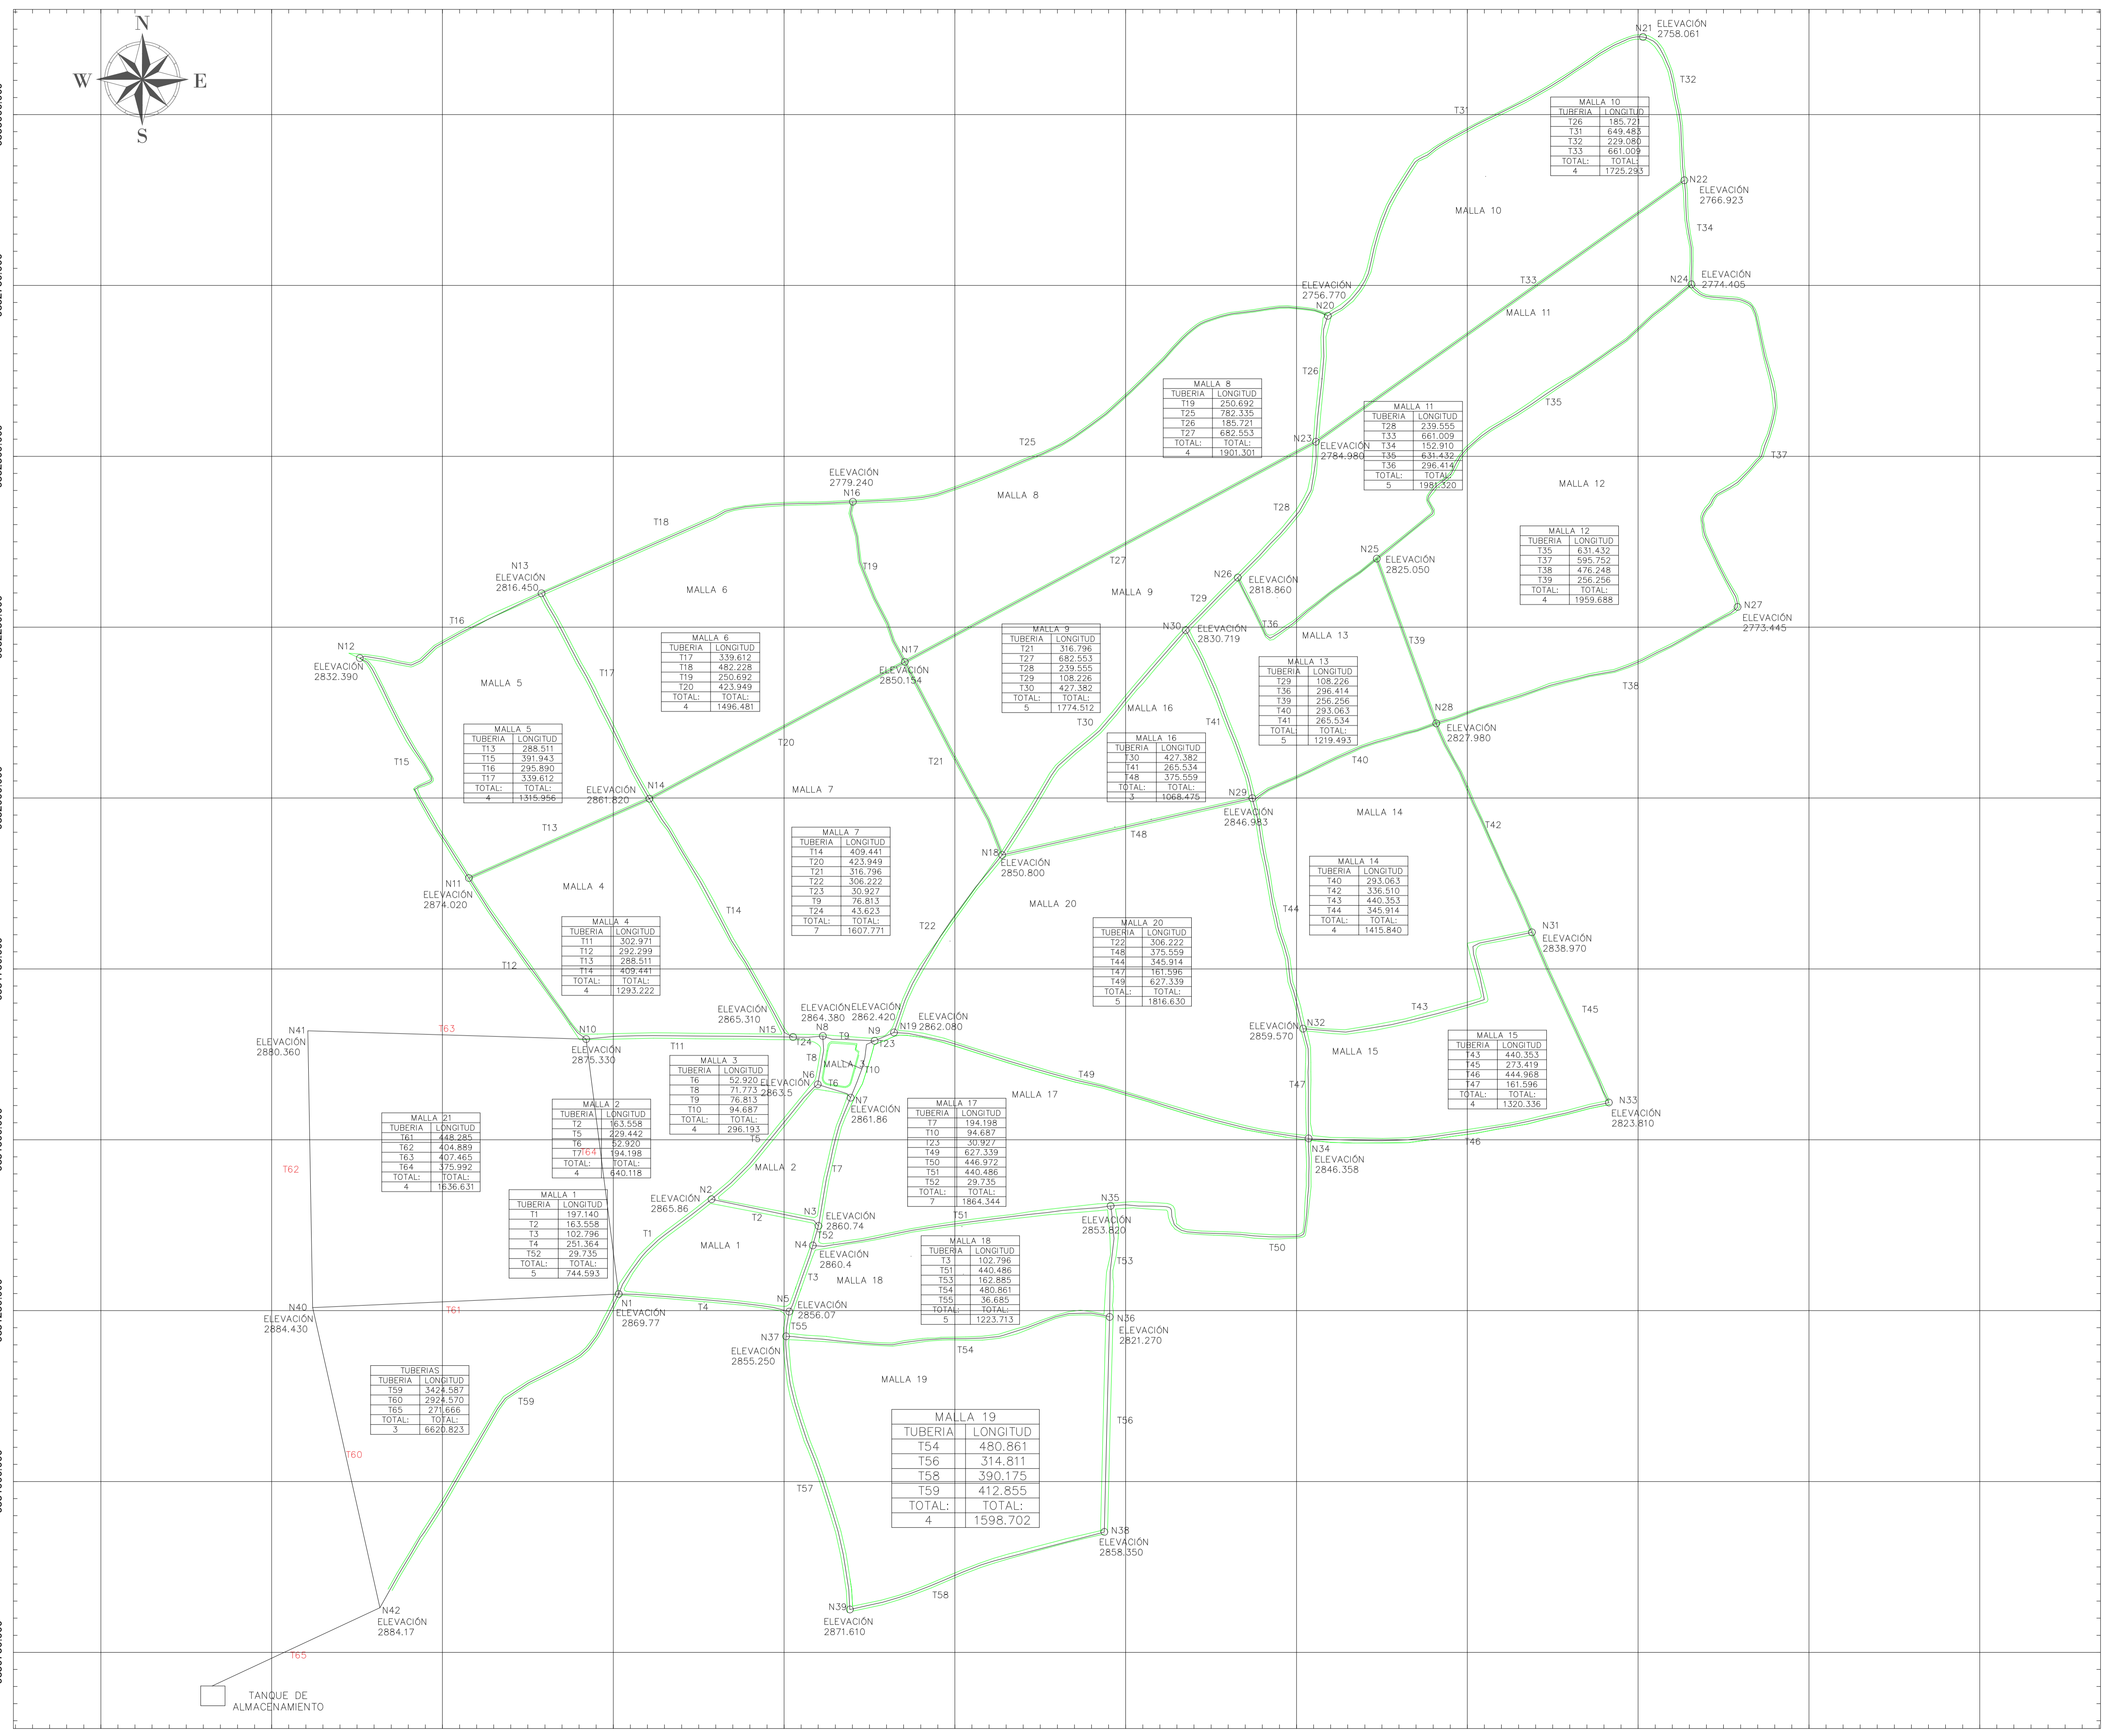 N
W E
S
N21 ELEVACIÓN
2758.061
T32
T31
MALLA 10
TUBERIA LONGITUD
T26 185.721
T31 649.483
T32 229.080
T33 661.009
TOTAL: TOTAL:
4 1725.293
N22
ELEVACIÓN
2766.923
MALLA 10
T34
T33
N24 ELEVACIÓN
2774.405
ELEVACIÓN
2756.770
N20
MALLA 11
T26
MALLA 8
TUBERIA LONGITUD
T19 250.692
T25 782.335
T26 185.721
T27 682.553
TOTAL: TOTAL:
4 1901.301
MALLA 11
TUBERIA LONGITUD
T28 239.555
T33 661.009
T34 152.910
T35 631.432
T36 296.414
TOTAL: TOTAL:
5 1981.320
T35
N23
ELEVACIÓN
2784.980
T25
T37
ELEVACIÓN
2779.240
N16
MALLA 8
MALLA 12
T28
T18
MALLA 12
TUBERIA LONGITUD
T35 631.432
T37 595.752
T38 476.248
T39 256.256
TOTAL: TOTAL:
4 1959.688
N25
ELEVACIÓN
2825.050
T27
T19
N13
ELEVACIÓN
2816.450
N26
ELEVACIÓN
2818.860
MALLA 6
MALLA 9
T29
N27
ELEVACIÓN
2773.445
T16
T36
N30 ELEVACIÓN
2830.719
MALLA 13
T39
MALLA 6
TUBERIA LONGITUD
T17 339.612
T18 482.228
T19 250.692
T20 423.949
TOTAL: TOTAL:
4 1496.481
MALLA 9
TUBERIA LONGITUD
T21 316.796
T27 682.553
T28 239.555
T29 108.226
T30 427.382
TOTAL: TOTAL:
5 1774.512
N12
ELEVACIÓN
2832.390
N17
ELEVACIÓN
2850.154
MALLA 13
TUBERIA LONGITUD
T29 108.226
T36 296.414
T39 256.256
T40 293.063
T41 265.534
TOTAL: TOTAL:
5 1219.493
MALLA 5
T17
T38
MALLA 16
T30
T41
N28
ELEVACIÓN
2827.980
MALLA 5
TUBERIA LONGITUD
T13 288.511
T15 391.943
T16 295.890
T17 339.612
TOTAL: TOTAL:
4 1315.956
MALLA 16
TUBERIA LONGITUD
T30 427.382
T41 265.534
T48 375.559
TOTAL: TOTAL:
3 1068.475
T20
T15
T21
T40
N14
ELEVACIÓN
2861.820
MALLA 7
N29
ELEVACIÓN
2846.983
MALLA 14
T42
T13
T48
MALLA 7
TUBERIA LONGITUD
T14 409.441
T20 423.949
T21 316.796
T22 306.222
T23 30.927
T9 76.813
T24 43.623
TOTAL: TOTAL:
7 1607.771
N18
ELEVACIÓN
2850.800
MALLA 14
TUBERIA LONGITUD
T40 293.063
T42 336.510
T43 440.353
T44 345.914
TOTAL: TOTAL:
4 1415.840
N11
ELEVACIÓN
2874.020
MALLA 4
MALLA 20
T14
T44
MALLA 4
TUBERIA LONGITUD
T11 302.971
T12 292.299
T13 288.511
T14 409.441
TOTAL: TOTAL:
4 1293.222
T22
MALLA 20
TUBERIA LONGITUD
T22 306.222
T48 375.559
T44 345.914
T47 161.596
T49 627.339
TOTAL: TOTAL:
5 1816.630
N31
ELEVACIÓN
2838.970
T12
T43
T45
ELEVACIÓN
2865.310
N15
ELEVACIÓN
2864.380
N8
ELEVACIÓN
2862.420
N9
N19 ELEVACIÓN
2862.080
N41
ELEVACIÓN
2880.360
T63
N10
ELEVACIÓN
2875.330
T11
T24
T9
T23
N32
ELEVACIÓN
2859.570
MALLA 15
MALLA 15
TUBERIA LONGITUD
T43 440.353
T45 273.419
T46 444.968
T47 161.596
TOTAL: TOTAL:
4 1320.336
MALLA 3
TUBERIA LONGITUD
T6 52.920
T8 71.773
T9 76.813
T10 94.687
TOTAL: TOTAL:
4 296.193
T8
MALLA 3
T10
N6
ELEVACIÓN
2863.5
T6
T49
T47
MALLA 17
N7
ELEVACIÓN
2861.86
N33
ELEVACIÓN
2823.810
MALLA 21
TUBERIA LONGITUD
T61 448.285
T62 404.889
T63 407.465
T64 375.992
TOTAL: TOTAL:
4 1636.631
MALLA 2
TUBERIA LONGITUD
T2 163.558
T5 229.442
T6 52.920
T7 194.198
TOTAL: TOTAL:
4 640.118
T64
MALLA 17
TUBERIA LONGITUD
T7 194.198
T10 94.687
T23 30.927
T49 627.339
T50 446.972
T51 440.486
T52 29.735
TOTAL: TOTAL:
7 1864.344
T5
T46
N34
ELEVACIÓN
2846.358
T62
MALLA 2
T7
MALLA 1
TUBERIA LONGITUD
T1 197.140
T2 163.558
T3 102.796
T4 251.364
T52 29.735
TOTAL: TOTAL:
5 744.593
N2
ELEVACIÓN
2865.86
T2
N3
ELEVACIÓN
2860.74
T52
N35
ELEVACIÓN
2853.820
T51
T1
MALLA 1
N4
ELEVACIÓN
2860.4
T50
MALLA 18
TUBERIA LONGITUD
T3 102.796
T51 440.486
T53 162.885
T54 480.861
T55 36.685
TOTAL: TOTAL:
5 1223.713
T53
T3
MALLA 18
N1
ELEVACIÓN
2869.77
T4
N5
ELEVACIÓN
2856.07
N40
ELEVACIÓN
2884.430
T61
T55
N36
ELEVACIÓN
2821.270
N37
ELEVACIÓN
2855.250
T54
MALLA 19
TUBERIAS
TUBERIA LONGITUD
T59 3424.587
T60 2924.570
T65 271.666
TOTAL: TOTAL:
3 6620.823
T59
T56
MALLA 19
TUBERIA LONGITUD
T54 480.861
T56 314.811
T58 390.175
T59 412.855
TOTAL: TOTAL:
4 1598.702
T60
T57
N38
ELEVACIÓN
2858.350
T58
N42
ELEVACIÓN
2884.17
N39
ELEVACIÓN
2871.610
T65
TANQUE DE
ALMACENAMIENTO